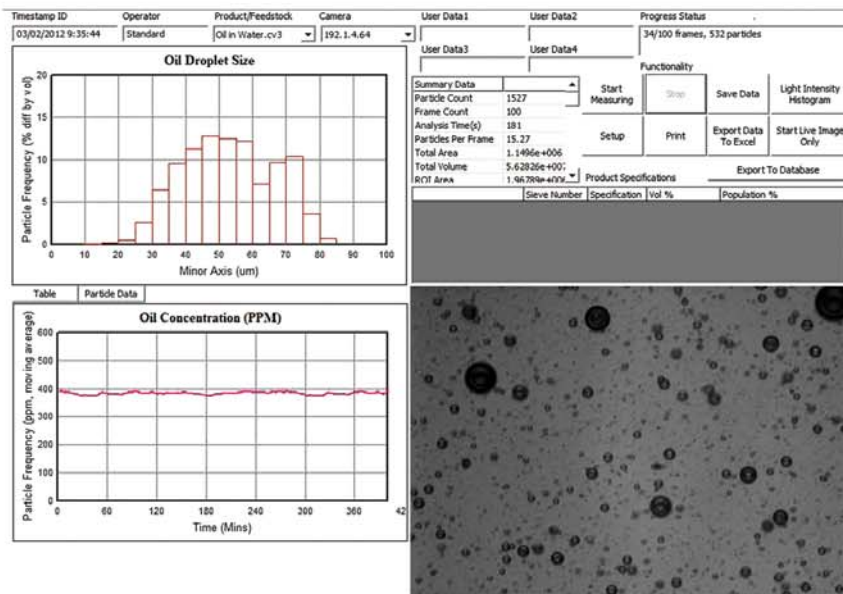 Timestamp ID Operator Product/Feedstock Camera User Data1 User Data2 Progress Status
03/02/2012 9:35:44 Standard Oil in Water.cv3 192.1.4.64 34/100 frames, 532 particles
User Data3 User Data4
Functionality
Oil Droplet Size
20
15
10
5
0
0 10 20 30 40 50 60 70 80 90 100
Particle Frequency (% diff by vol)
Minor Axis (um)
Summary Data
Particle Count 1527
Frame Count 100
Analysis Time(s) 181
Particles Per Frame 15.27
Total Area 1.1496e+006
Total Volume 5.62826e+007
ROI Area 1.96789e+006
Start Measuring
Stop
Save Data
Light Intensity Histogram
Setup
Print
Export Data To Excel
Start Live Image Only
Product Specifications
Export To Database
Sieve Number Specification Vol % Population %
Table Particle Data
Oil Concentration (PPM)
600
500
400
300
200
100
0
0 60 120 180 240 300 360 42
Particle Frequency (ppm, moving average)
Time (Mins)